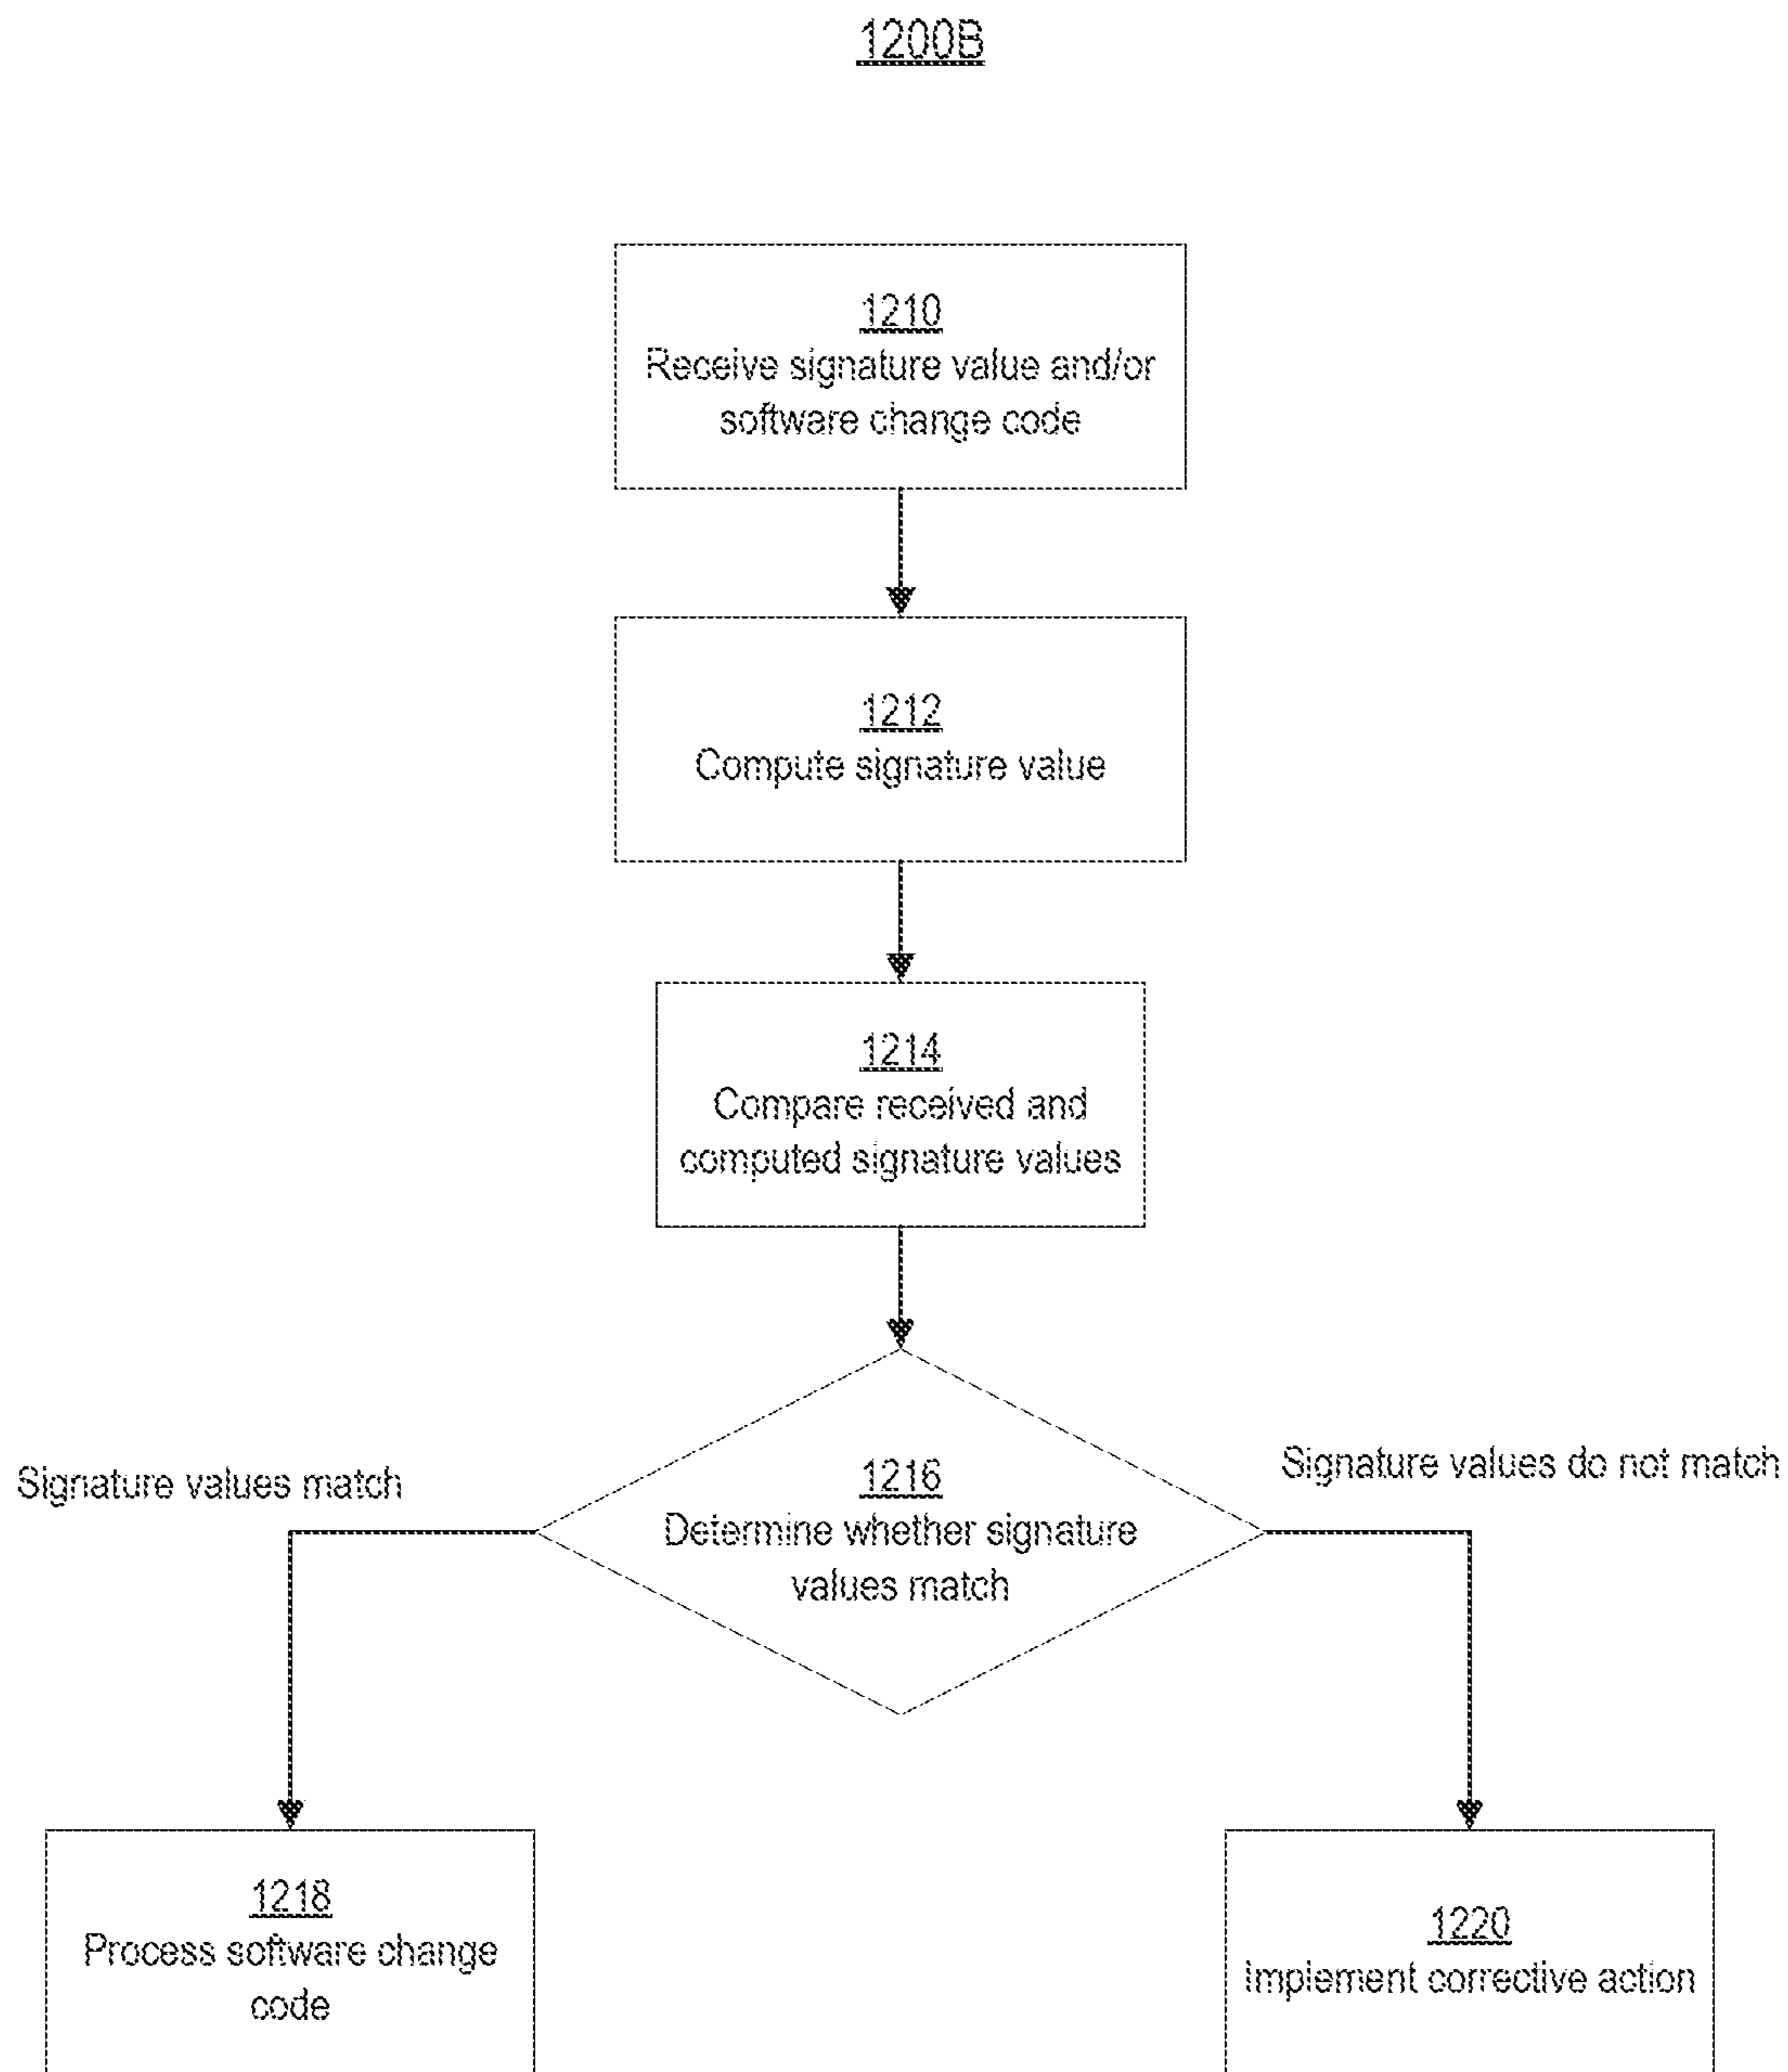 1200B
1210
Receive signature value and/or
software change code
1212
Compute signature value
1214
Compare received and
computed signature values
Signature values match
1216
Determine whether signature
values match
Signature values do not match
1218
Process software change
code
1220
Implement corrective action